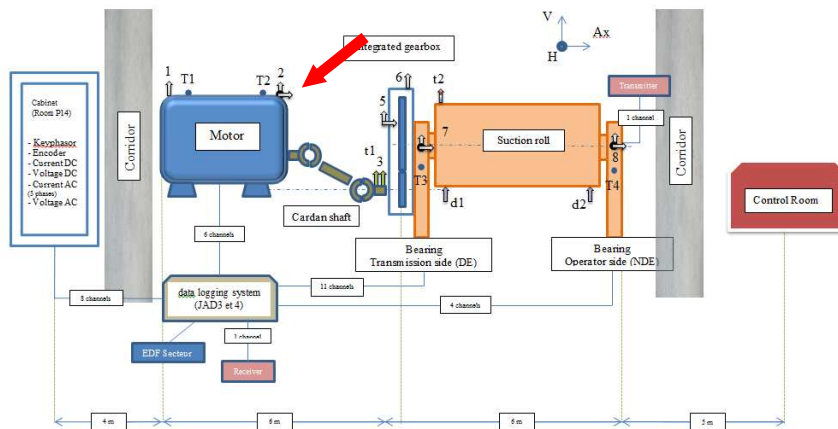 V
Ax
H
Integrated gearbox
1
T1
T2
2
6
t2
5
Transmitter
1 channel
Cabinet
(Room P14)
- Keyphasor
- Encoder
- Current DC
- Voltage DC
- Current AC
(3 phases)
- Voltage AC
Corridor
Motor
Suction roll
7
8
Corridor
t1
3
T3
T4
Cardan shaft
d1
d2
Control Room
Bearing
Transmission side (DE)
Bearing
Operator side (NDE)
6 channels
11 channels
8 channels
data logging system
(JAD3 et 4)
4 channels
1 channel
EDF Secteur
Receiver
4 m
6 m
6 m
5 m